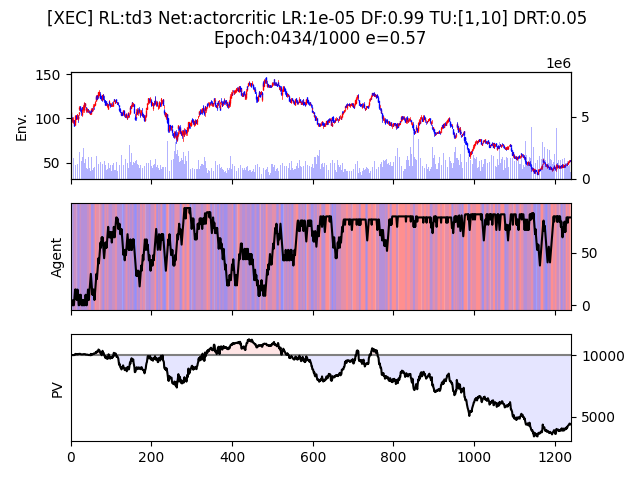 [XEC] RL:td3 Net:actorcritic LR:1e-05 DF:0.99 TU:[1,10] DRT:0.05
Epoch:0434/1000 e=0.57
1e6
150
100
50
Env.
5
0
Agent
50
0
PV
10000
5000
0 200 400 600 800 1000 1200